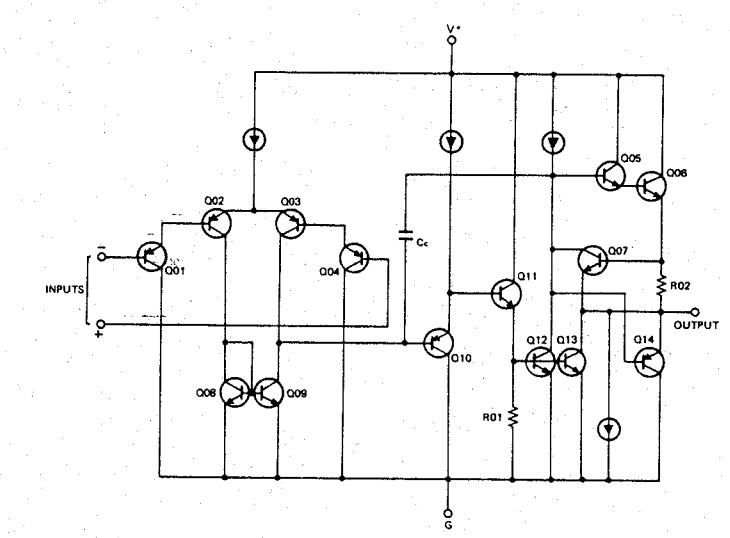 V+
Q05
Q06
Q02
Q03
Q07
Cc
Q01
Q04
R02
INPUTS
−
+
Q11
OUTPUT
Q12
Q13
Q14
Q10
Q08
Q09
R01
G